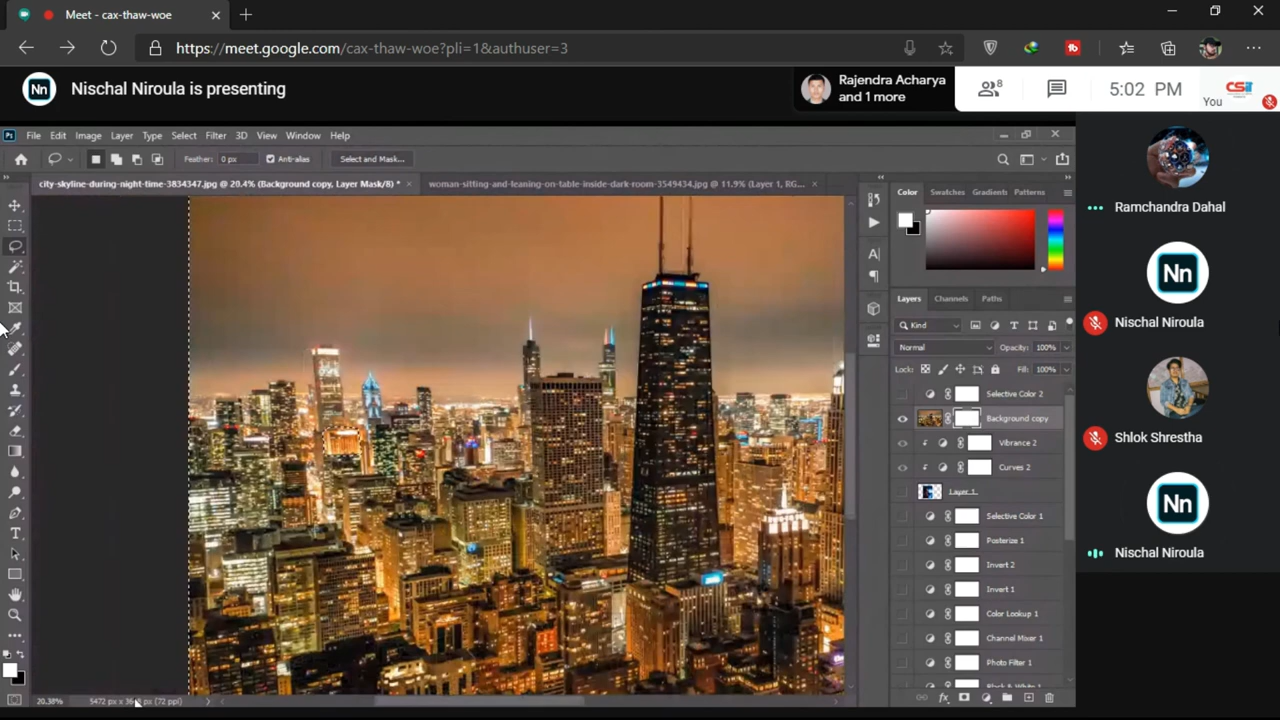 Meet - cax-thaw-woe
https://meet.google.com/cax-thaw-woe?pli=1&authuser=3
Nn
Nischal Niroula is presenting
Rajendra Acharya
and 1 more
8
5:02 PM
You
Ps File Edit Image Layer Type Select Filter 3D View Window Help
Feather: 0 px Anti-alias Select and Mask...
city-skyline-during-night-time-3834347.jpg @ 20.4% (Background copy, Layer Mask/8) *
woman-sitting-and-leaning-on-table-inside-dark-room-3549434.jpg @ 11.9% (Layer 1, RG...
Color Swatches Gradients Patterns
Layers Channels Paths
Kind
Normal Opacity: 100%
Lock: Fill: 100%
Selective Color 2
Background copy
Vibrance 2
Curves 2
Layer 1
Selective Color 1
Posterize 1
Invert 2
Invert 1
Color Lookup 1
Channel Mixer 1
Photo Filter 1
20.38% 5472 px x (72 ppi)
Ramchandra Dahal
Nn
Nischal Niroula
Shlok Shrestha
Nn
Nischal Niroula